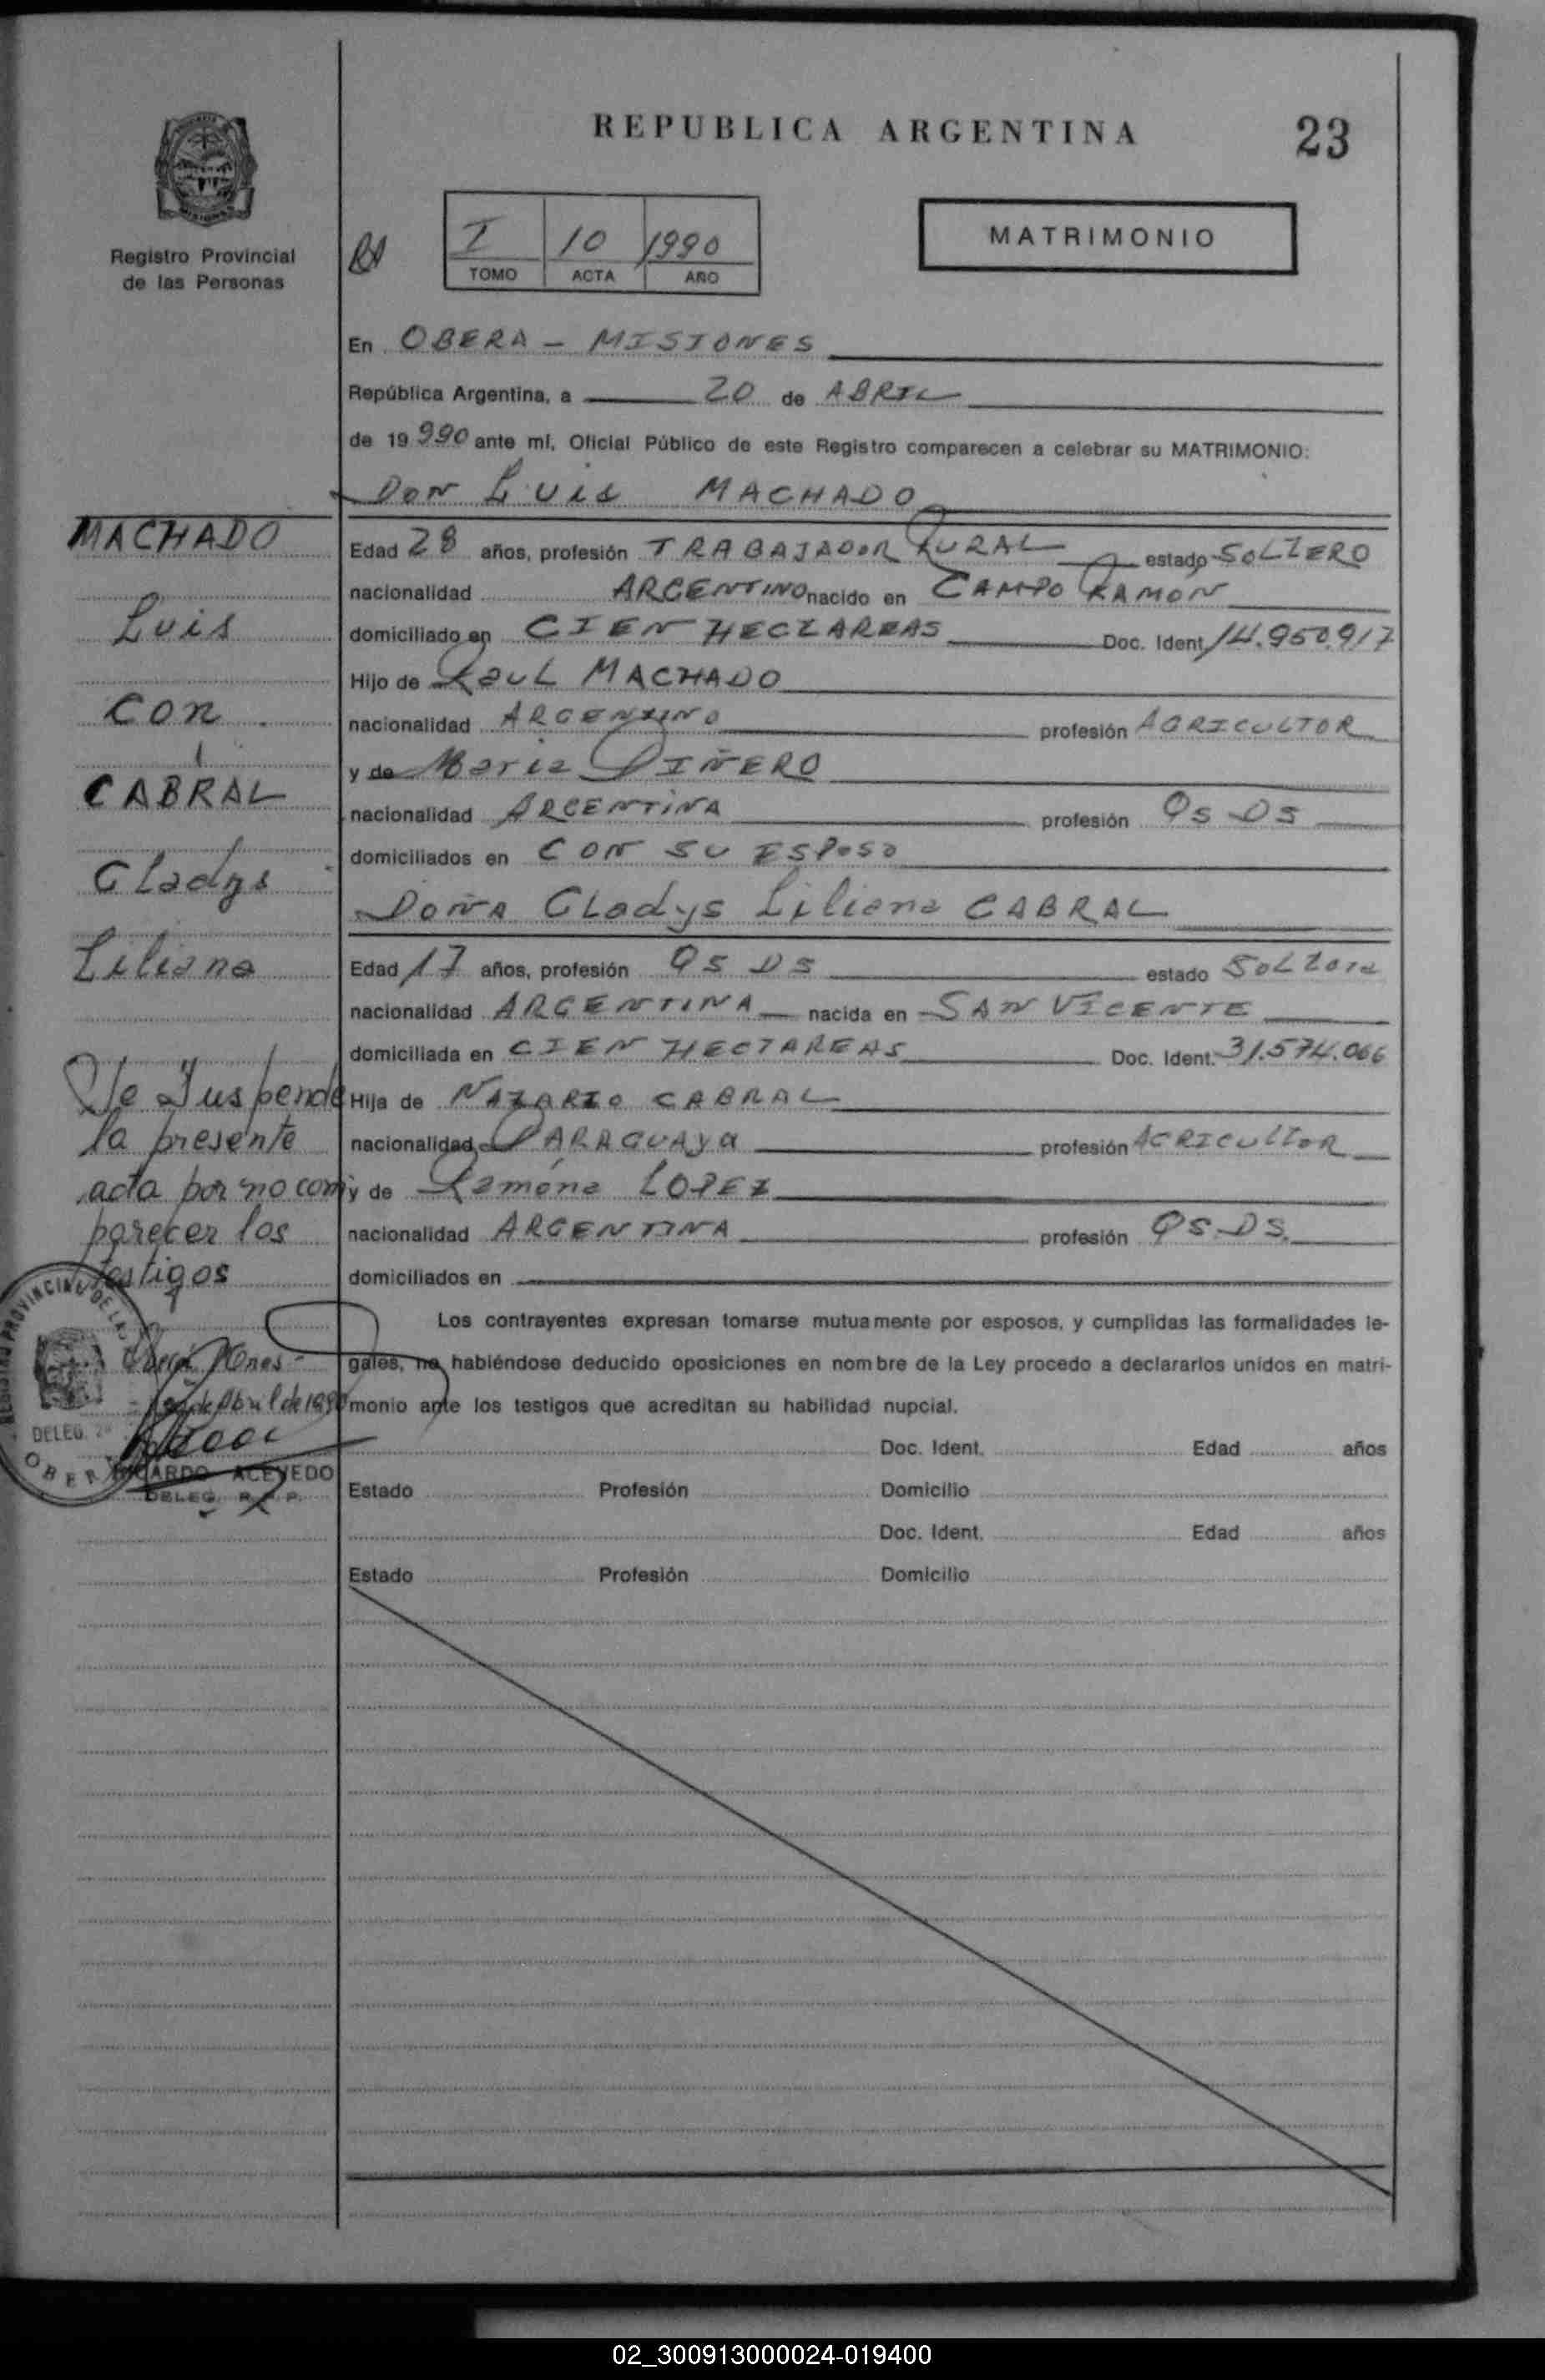 REPUBLICA ARGENTINA
23
Registro Provincial
de las Personas
I 10 1990
TOMO ACTA AÑO
MATRIMONIO
En OBERA - MISIONES
República Argentina, a 20 de ABRIL
de 19 990 ante mí, Oficial Público de este Registro comparecen a celebrar su MATRIMONIO:
DON Luis MACHADO
Edad 28 años, profesión TRABAJADOR RURAL estado SOLTERO
nacionalidad ARGENTINO nacido en CAMPO RAMON
domiciliado en CIEN HECTAREAS Doc. Ident. 14.950.917
Hijo de RauL MACHADO
nacionalidad ARGENTINO profesión AGRICULTOR
y de Maria PIÑERO
nacionalidad ARGENTINA profesión QS DS
domiciliados en CON SU ESPOSO
DOÑA GLadys Liliana CABRAL
Edad 17 años, profesión QS DS estado SOLtera
nacionalidad ARGENTINA nacida en SAN VICENTE
domiciliada en CIEN HECTAREAS Doc. Ident. 31.574.066
Hija de NAZARIO CABRAL
nacionalidad PARAGUAya profesión AGRICULTOR
y de Ramona LOPEZ
nacionalidad ARGENTINA profesión QS.DS.
domiciliados en
Los contrayentes expresan tomarse mutuamente por esposos, y cumplidas las formalidades le-
gales, no habiéndose deducido oposiciones en nombre de la Ley procedo a declararlos unidos en matri-
monio ante los testigos que acreditan su habilidad nupcial.
Doc. Ident. Edad años
Estado Profesión Domicilio
Doc. Ident. Edad años
Estado Profesión Domicilio
MACHADO
Luis
Con
CABRAL
GLadys
Liliana
Se Suspende
la presente
acta por no com
parecer los
testigos
de Abril de 1990
DELEG.
OBERA
RICARDO ACEVEDO
DELEG. R. P. P.
02_300913000024-019400